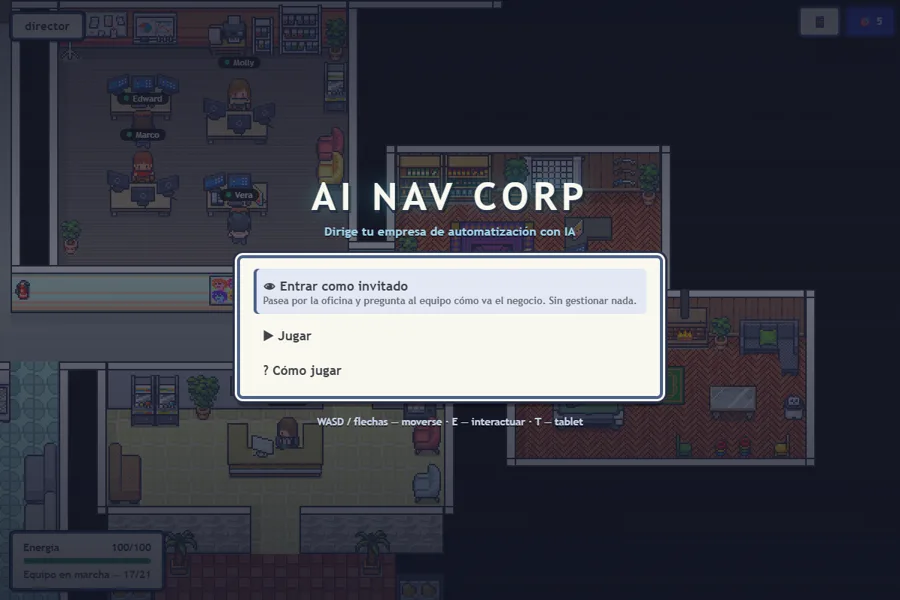 director
5
Molly
Edward
Marco
Vera
AI NAV CORP
Dirige tu empresa de automatización con IA
Entrar como invitado
Pasea por la oficina y pregunta al equipo cómo va el negocio. Sin gestionar nada.
Jugar
? Cómo jugar
WASD / flechas — moverse · E — interactuar · T — tablet
Energía 100/100
Equipo en marcha — 17/21